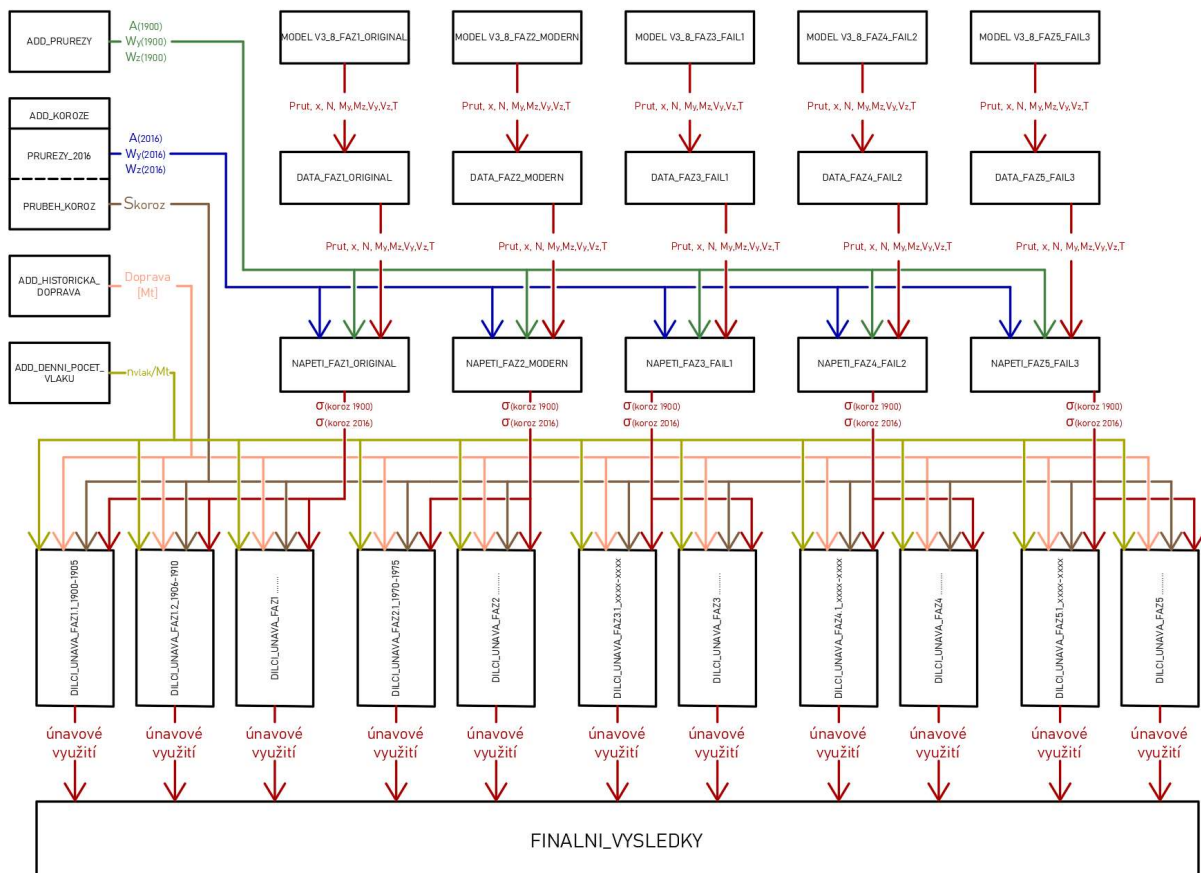 ADD_PRUREZY
A(1900)
Wy(1900)
Wz(1900)
MODEL V3_8_FAZ1_ORIGINAL
MODEL V3_8_FAZ2_MODERN
MODEL V3_8_FAZ3_FAIL1
MODEL V3_8_FAZ4_FAIL2
MODEL V3_8_FAZ5_FAIL3
Prut, x, N, My,Mz,Vy,Vz,T
Prut, x, N, My,Mz,Vy,Vz,T
Prut, x, N, My,Mz,Vy,Vz,T
Prut, x, N, My,Mz,Vy,Vz,T
Prut, x, N, My,Mz,Vy,Vz,T
ADD_KOROZE
PRUREZY_2016
PRUBEH_KOROZ
A(2016)
Wy(2016)
Wz(2016)
Skoroz
DATA_FAZ1_ORIGINAL
DATA_FAZ2_MODERN
DATA_FAZ3_FAIL1
DATA_FAZ4_FAIL2
DATA_FAZ5_FAIL3
Prut, x, N, My,Mz,Vy,Vz,T
Prut, x, N, My,Mz,Vy,Vz,T
Prut, x, N, My,Mz,Vy,Vz,T
Prut, x, N, My,Mz,Vy,Vz,T
Prut, x, N, My,Mz,Vy,Vz,T
ADD_HISTORICKA_
DOPRAVA
Doprava
[Mt]
ADD_DENNI_POCET_
VLAKU
nvlak/Mt
NAPETI_FAZ1_ORIGINAL
NAPETI_FAZ2_MODERN
NAPETI_FAZ3_FAIL1
NAPETI_FAZ4_FAIL2
NAPETI_FAZ5_FAIL3
σ(koroz 1900)
σ(koroz 2016)
σ(koroz 1900)
σ(koroz 2016)
σ(koroz 1900)
σ(koroz 2016)
σ(koroz 1900)
σ(koroz 2016)
σ(koroz 1900)
σ(koroz 2016)
DILCI_UNAVA_FAZ1.1_1900-1905
DILCI_UNAVA_FAZ1.2_1906-1910
DILCI_UNAVA_FAZ1 ........
DILCI_UNAVA_FAZ2.1_1970-1975
DILCI_UNAVA_FAZ2 ..........
DILCI_UNAVA_FAZ3.1_xxxx-xxxx
DILCI_UNAVA_FAZ3 ..........
DILCI_UNAVA_FAZ4.1_xxxx-xxxx
DILCI_UNAVA_FAZ4 ..........
DILCI_UNAVA_FAZ5.1_xxxx-xxxx
DILCI_UNAVA_FAZ5 ..........
únavové
využití
únavové
využití
únavové
využití
únavové
využití
únavové
využití
únavové
využití
únavové
využití
únavové
využití
únavové
využití
únavové
využití
únavové
využití
FINALNI_VYSLEDKY